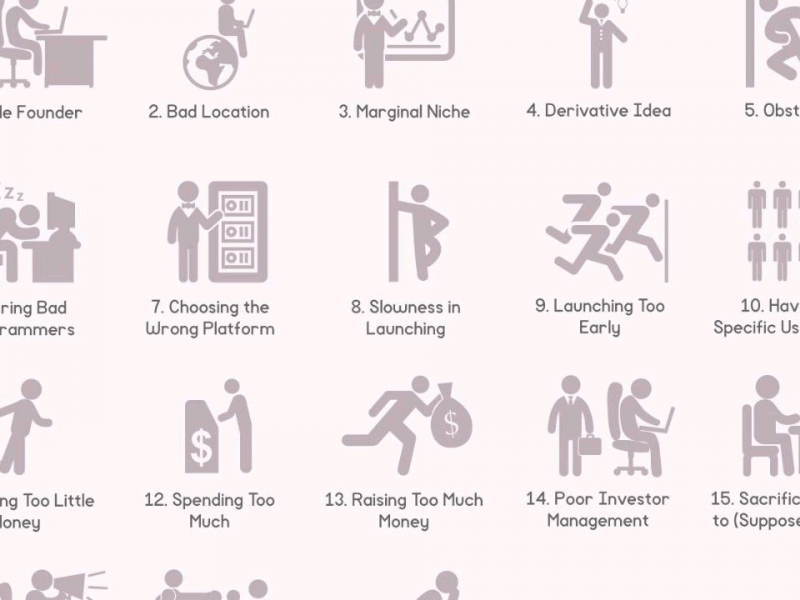 le Founder
2. Bad Location
3. Marginal Niche
4. Derivative Idea
5. Obst
zZz
ring Bad
rammers
7. Choosing the
Wrong Platform
8. Slowness in
Launching
9. Launching Too
Early
10. Hav
Specific Us
ng Too Little
oney
12. Spending Too
Much
$
13. Raising Too Much
Money
$
14. Poor Investor
Management
15. Sacrific
to (Suppose